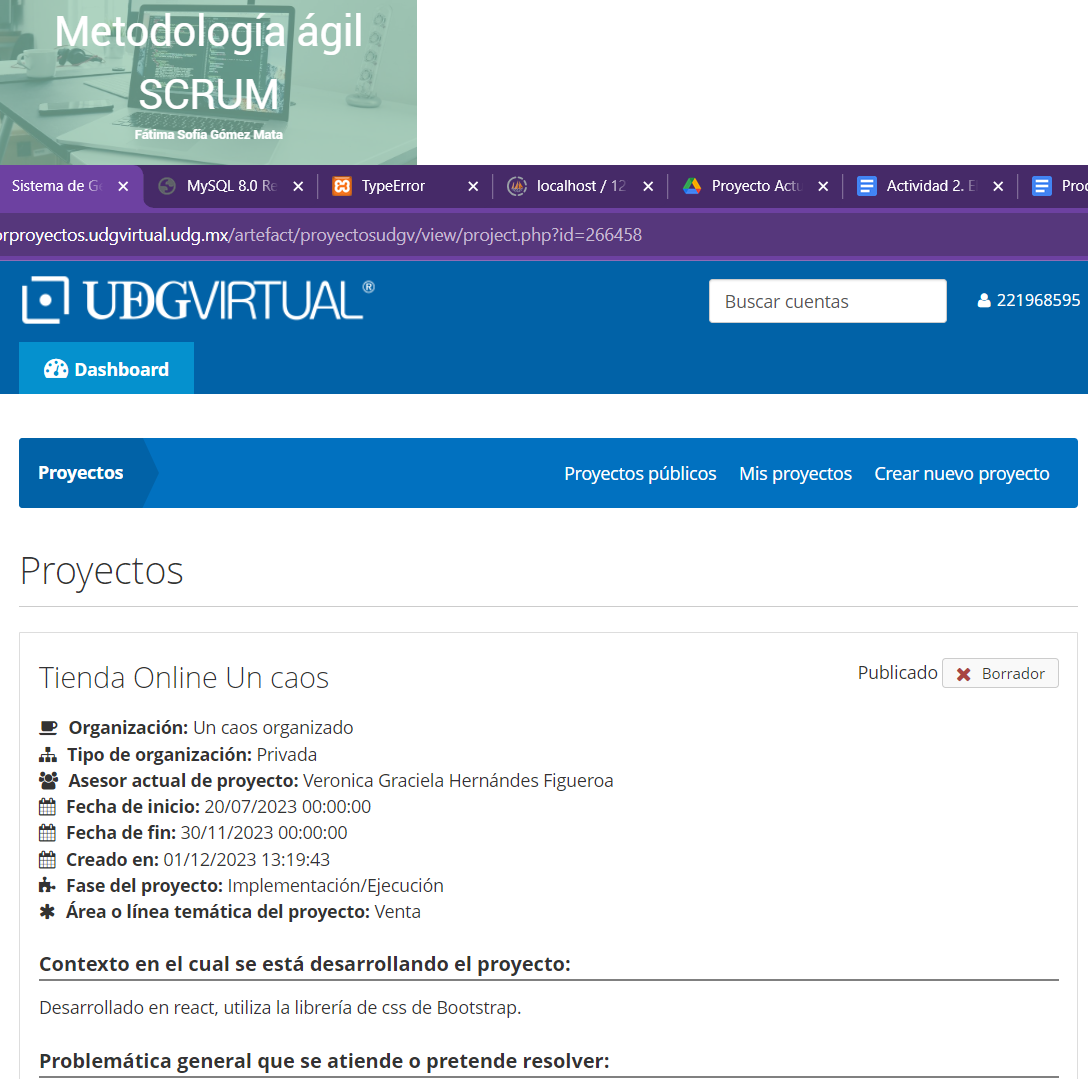 Metodología ágil
SCRUM
Fátima Sofía Gómez Mata
Sistema de G
MySQL 8.0 Re
TypeError
localhost / 12
Proyecto Actu
Actividad 2. E
Proc
orproyectos.udgvirtual.udg.mx/artefact/proyectosudgv/view/project.php?id=266458
UDGVIRTUAL®
Buscar cuentas
221968595
Dashboard
Proyectos
Proyectos públicos
Mis proyectos
Crear nuevo proyecto
Proyectos
Tienda Online Un caos
Publicado
Borrador
Organización: Un caos organizado
Tipo de organización: Privada
Asesor actual de proyecto: Veronica Graciela Hernándes Figueroa
Fecha de inicio: 20/07/2023 00:00:00
Fecha de fin: 30/11/2023 00:00:00
Creado en: 01/12/2023 13:19:43
Fase del proyecto: Implementación/Ejecución
Área o línea temática del proyecto: Venta
Contexto en el cual se está desarrollando el proyecto:
Desarrollado en react, utiliza la librería de css de Bootstrap.
Problemática general que se atiende o pretende resolver: